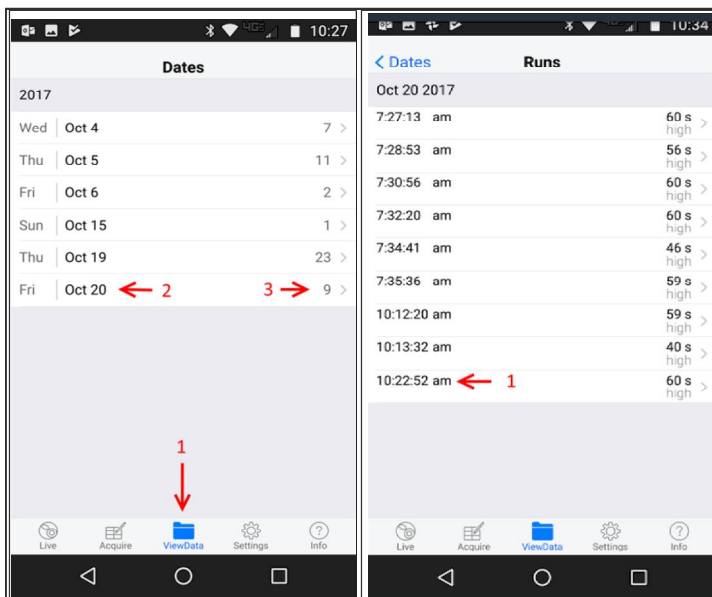 10:27
Dates
2017
Wed Oct 4 7 >
Thu Oct 5 11 >
Fri Oct 6 2 >
Sun Oct 15 1 >
Thu Oct 19 23 >
Fri Oct 20 2 3 9 >
1
Live Acquire ViewData Settings Info
10:34
< Dates Runs
Oct 20 2017
7:27:13 am 60 s >
high
7:28:53 am 56 s >
high
7:30:56 am 60 s >
high
7:32:20 am 60 s >
high
7:34:41 am 46 s >
high
7:35:36 am 59 s >
high
10:12:20 am 59 s >
high
10:13:32 am 40 s >
high
10:22:52 am 1 60 s >
high
Live Acquire ViewData Settings Info